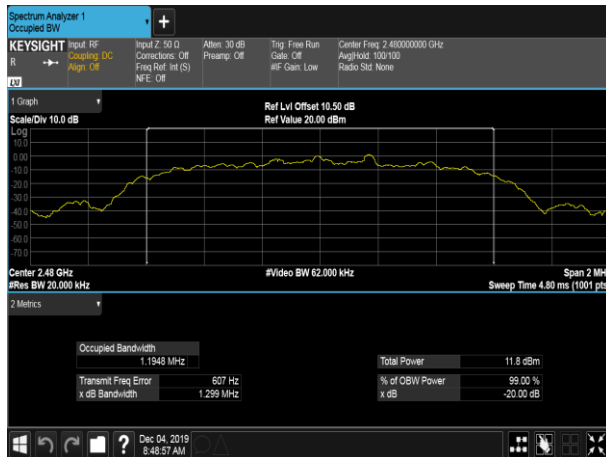 Spectrum Analyzer 1
Occupied BW
KEYSIGHT
R
LXI
Input: RF
Coupling: DC
Align: Off
Input Z: 50 Ω
Corrections: Off
Freq Ref: Int (S)
NFE: Off
Atten: 30 dB
Preamp: Off
Trig: Free Run
Gate: Off
#IF Gain: Low
Center Freq: 2.480000000 GHz
Avg|Hold: 100/100
Radio Std: None
1 Graph
Scale/Div 10.0 dB
Ref Lvl Offset 10.50 dB
Ref Value 20.00 dBm
Log
10.0
0.00
-10.0
-20.0
-30.0
-40.0
-50.0
-60.0
-70.0
Center 2.48 GHz
#Res BW 20.000 kHz
#Video BW 62.000 kHz
Span 2 MH
Sweep Time 4.80 ms (1001 pts
2 Metrics
Occupied Bandwidth
1.1948 MHz
Transmit Freq Error 607 Hz
x dB Bandwidth 1.299 MHz
Total Power 11.8 dBm
% of OBW Power 99.00 %
x dB -20.00 dB
?
Dec 04, 2019
8:48:57 AM